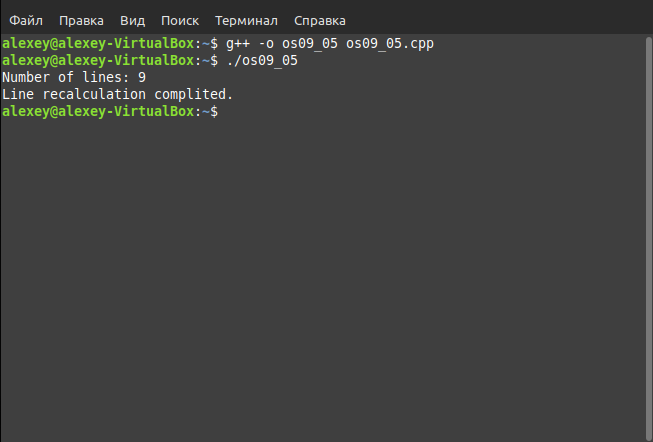 Файл Правка Вид Поиск Терминал Справка
alexey@alexey-VirtualBox:~$ g++ -o os09_05 os09_05.cpp
alexey@alexey-VirtualBox:~$ ./os09_05
Number of lines: 9
Line recalculation complited.
alexey@alexey-VirtualBox:~$